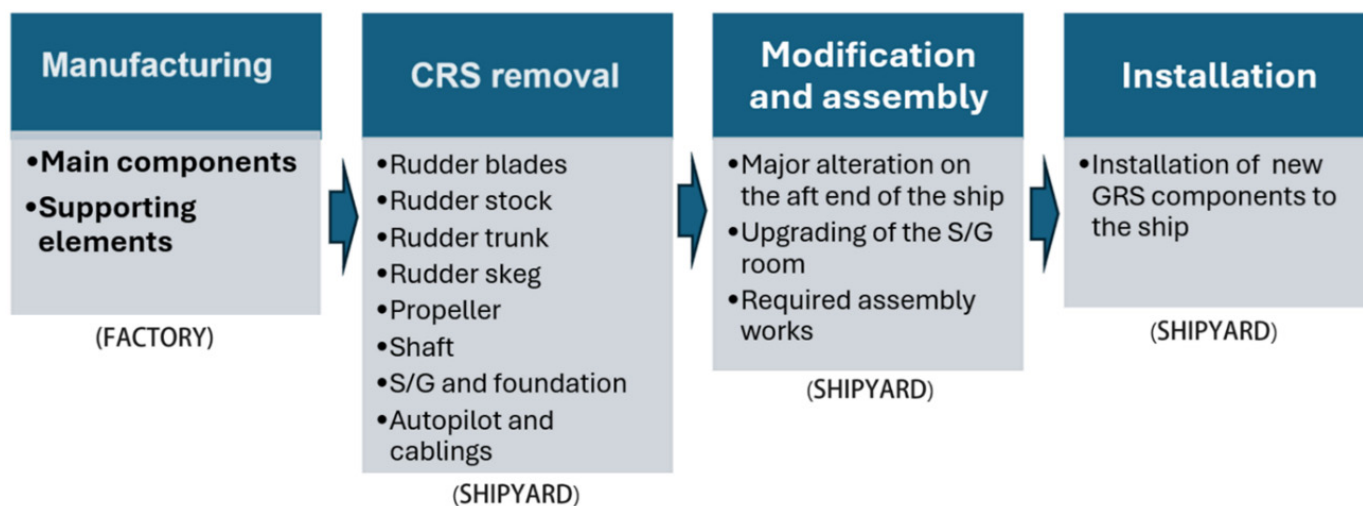 Manufacturing
•Main components
•Supporting
elements
(FACTORY)
CRS removal
•Rudder blades
•Rudder stock
•Rudder trunk
•Rudder skeg
•Propeller
•Shaft
•S/G and foundation
•Autopilot and
cablings
(SHIPYARD)
Modification
and assembly
•Major alteration on
the aft end of the ship
•Upgrading of the S/G
room
•Required assembly
works
(SHIPYARD)
Installation
•Installation of new
GRS components to
the ship
(SHIPYARD)